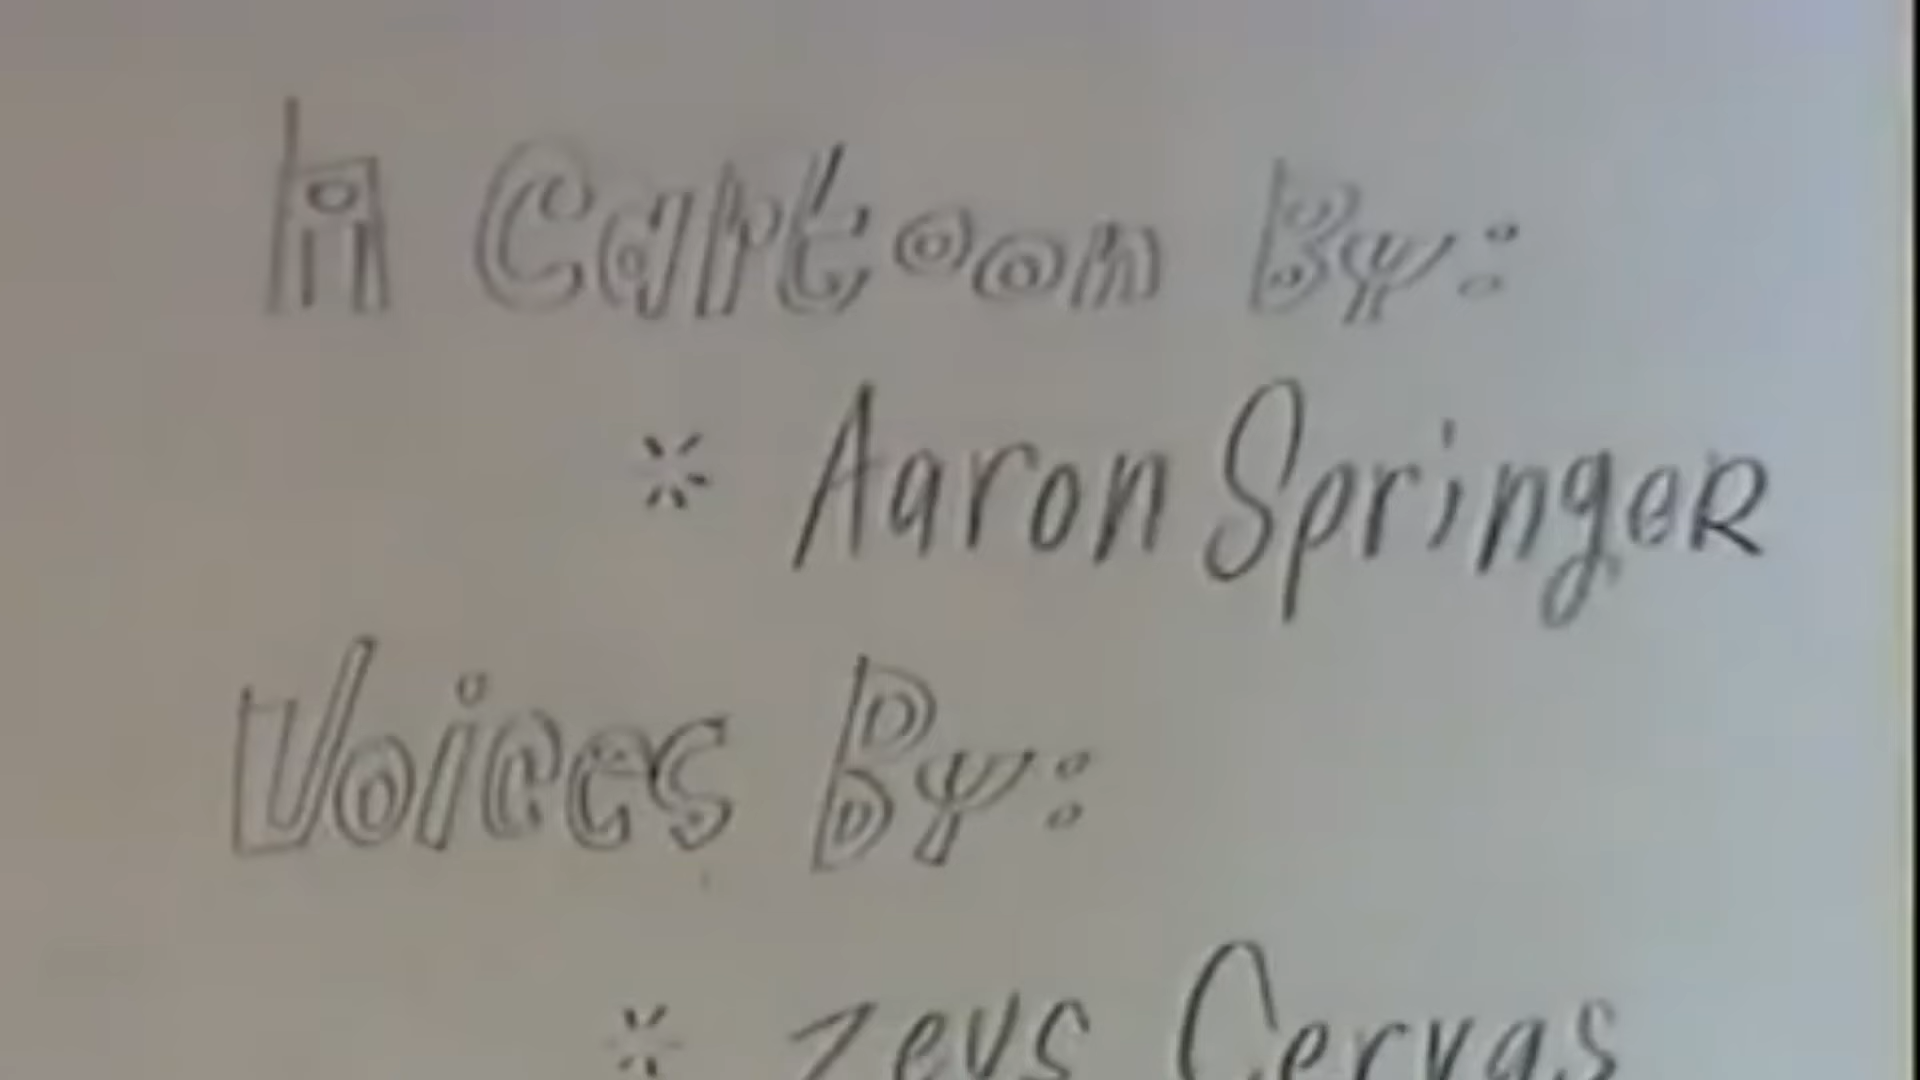 A Cartoon By:
* Aaron SpringeR
Voices By:
* Zeus Cervas